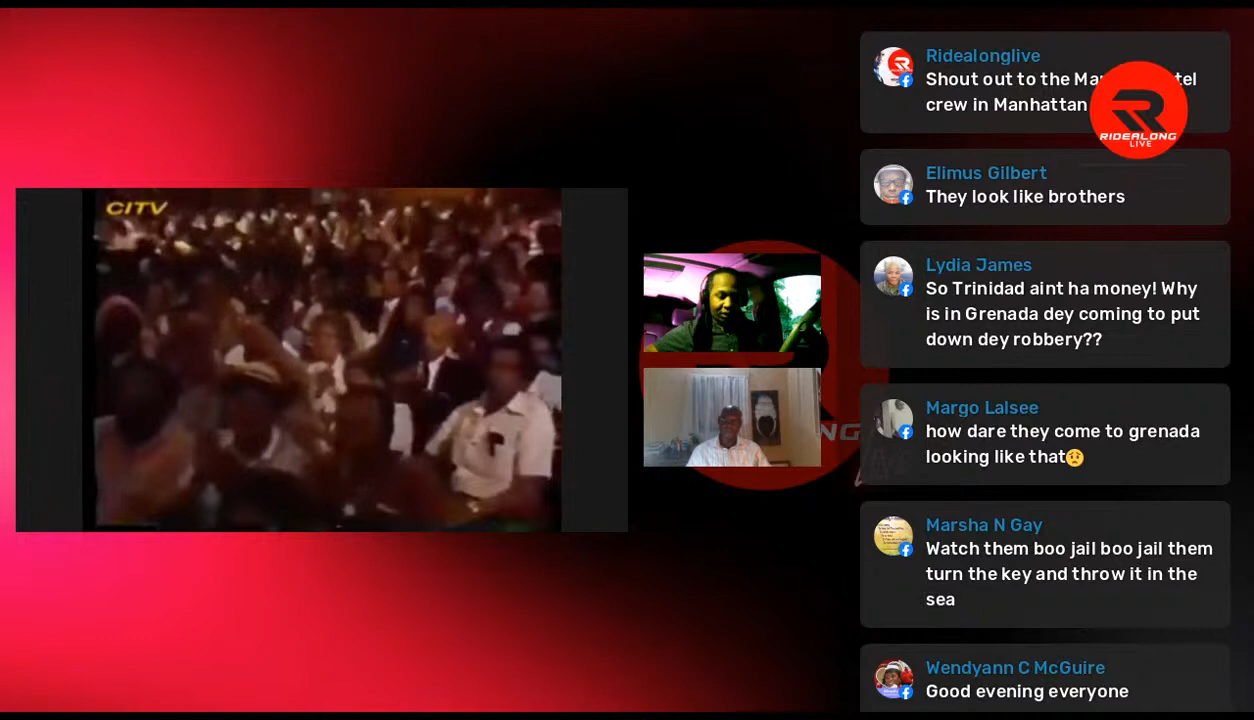 CITV
Ridealonglive
Shout out to the
crew in Manhattan
RIDEALONG
LIVE
Elimus Gilbert
They look like brothers
Lydia James
So Trinidad aint ha money! Why
is in Grenada dey coming to put
down dey robbery??
Margo Lalsee
how dare they come to grenada
looking like that😟
Marsha N Gay
Watch them boo jail boo jail them
turn the key and throw it in the
sea
Wendyann C McGuire
Good evening everyone